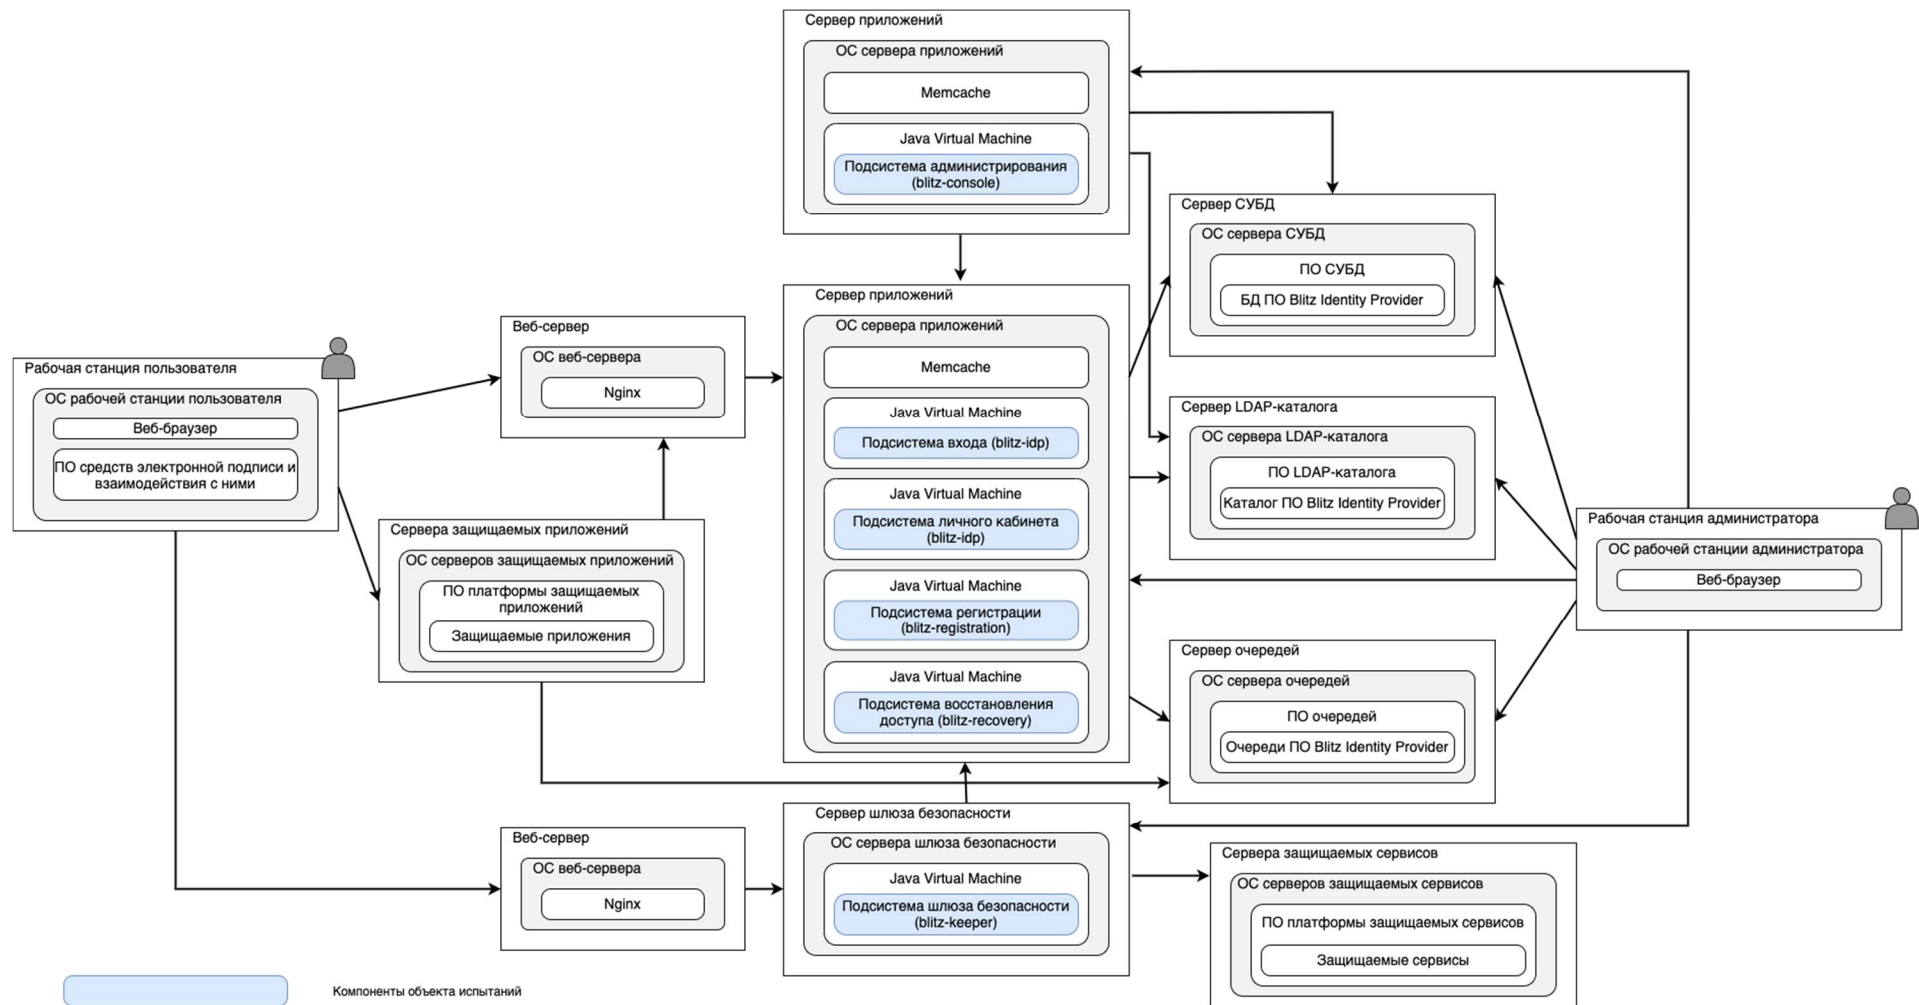 Сервер приложений
ОС сервера приложений
Memcache
Java Virtual Machine
Подсистема администрирования
(blitz-console)
Сервер СУБД
ОС сервера СУБД
ПО СУБД
БД ПО Blitz Identity Provider
Сервер приложений
ОС сервера приложений
Memcache
Java Virtual Machine
Подсистема входа (blitz-idp)
Java Virtual Machine
Подсистема личного кабинета
(blitz-idp)
Java Virtual Machine
Подсистема регистрации
(blitz-registration)
Java Virtual Machine
Подсистема восстановления
доступа (blitz-recovery)
Веб-сервер
ОС веб-сервера
Nginx
Рабочая станция пользователя
ОС рабочей станции пользователя
Веб-браузер
ПО средств электронной подписи и
взаимодействия с ними
Сервера защищаемых приложений
ОС серверов защищаемых приложений
ПО платформы защищаемых
приложений
Защищаемые приложения
Сервер LDAP-каталога
ОС сервера LDAP-каталога
ПО LDAP-каталога
Каталог ПО Blitz Identity Provider
Рабочая станция администратора
ОС рабочей станции администратора
Веб-браузер
Сервер очередей
ОС сервера очередей
ПО очередей
Очереди ПО Blitz Identity Provider
Веб-сервер
ОС веб-сервера
Nginx
Сервер шлюза безопасности
ОС сервера шлюза безопасности
Java Virtual Machine
Подсистема шлюза безопасности
(blitz-keeper)
Сервера защищаемых сервисов
ОС серверов защищаемых сервисов
ПО платформы защищаемых сервисов
Защищаемые сервисы
Компоненты объекта испытаний